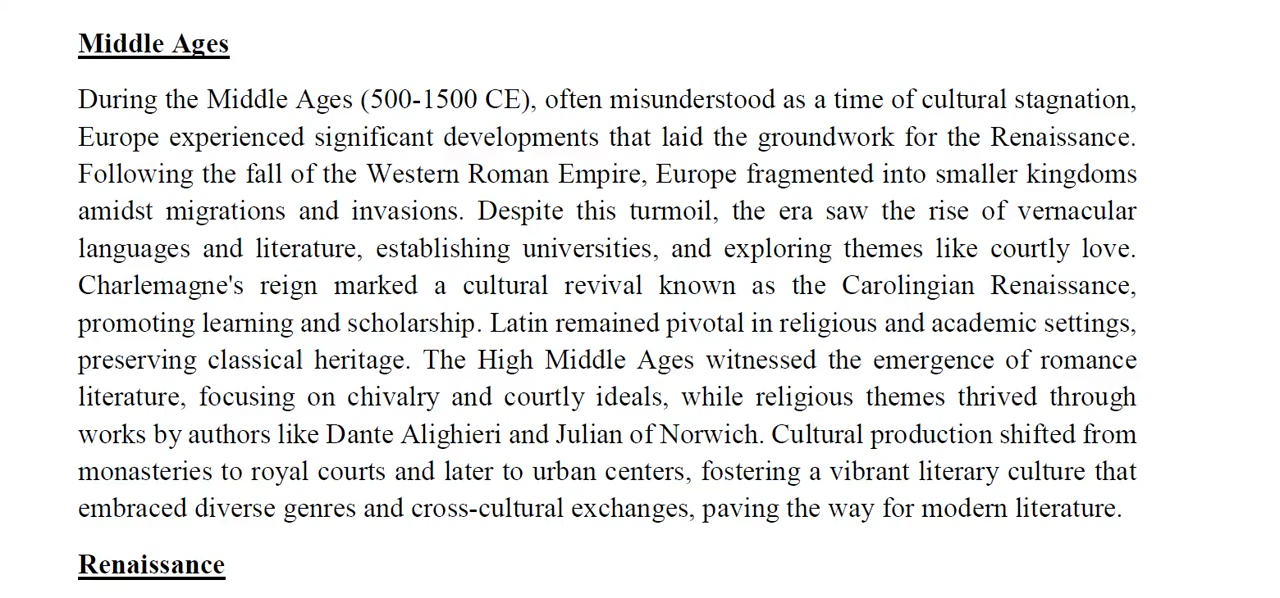 Middle Ages
During the Middle Ages (500-1500 CE), often misunderstood as a time of cultural stagnation,
Europe experienced significant developments that laid the groundwork for the Renaissance.
Following the fall of the Western Roman Empire, Europe fragmented into smaller kingdoms
amidst migrations and invasions. Despite this turmoil, the era saw the rise of vernacular
languages and literature, establishing universities, and exploring themes like courtly love.
Charlemagne's reign marked a cultural revival known as the Carolingian Renaissance,
promoting learning and scholarship. Latin remained pivotal in religious and academic settings,
preserving classical heritage. The High Middle Ages witnessed the emergence of romance
literature, focusing on chivalry and courtly ideals, while religious themes thrived through
works by authors like Dante Alighieri and Julian of Norwich. Cultural production shifted from
monasteries to royal courts and later to urban centers, fostering a vibrant literary culture that
embraced diverse genres and cross-cultural exchanges, paving the way for modern literature.
Renaissance